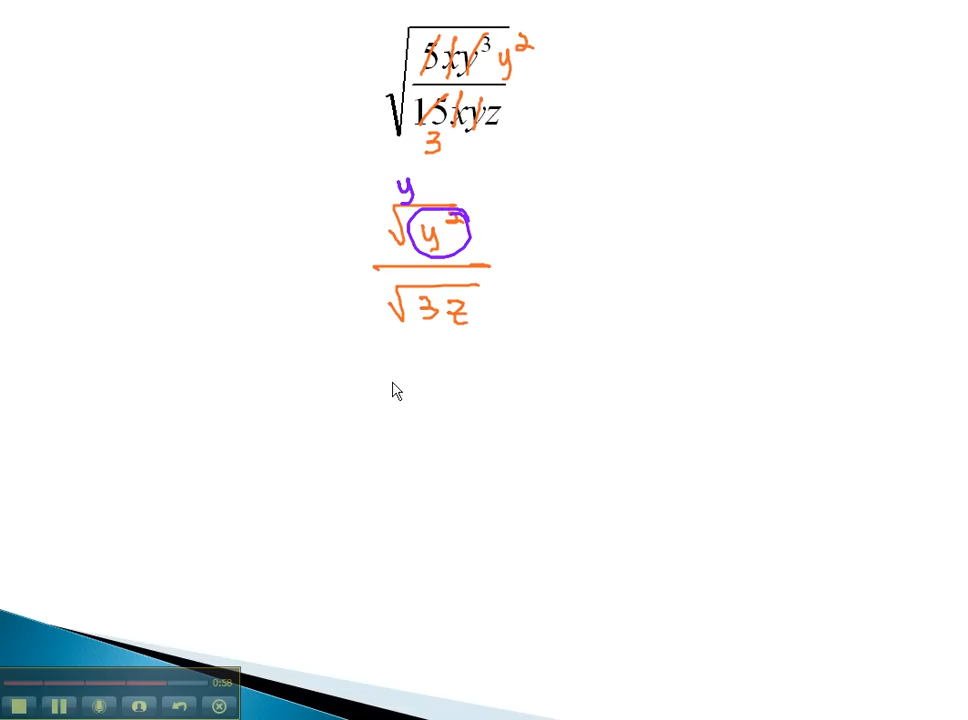 √(5xy³ y²
15xyz)
3
y
√y²
√3z
0:58